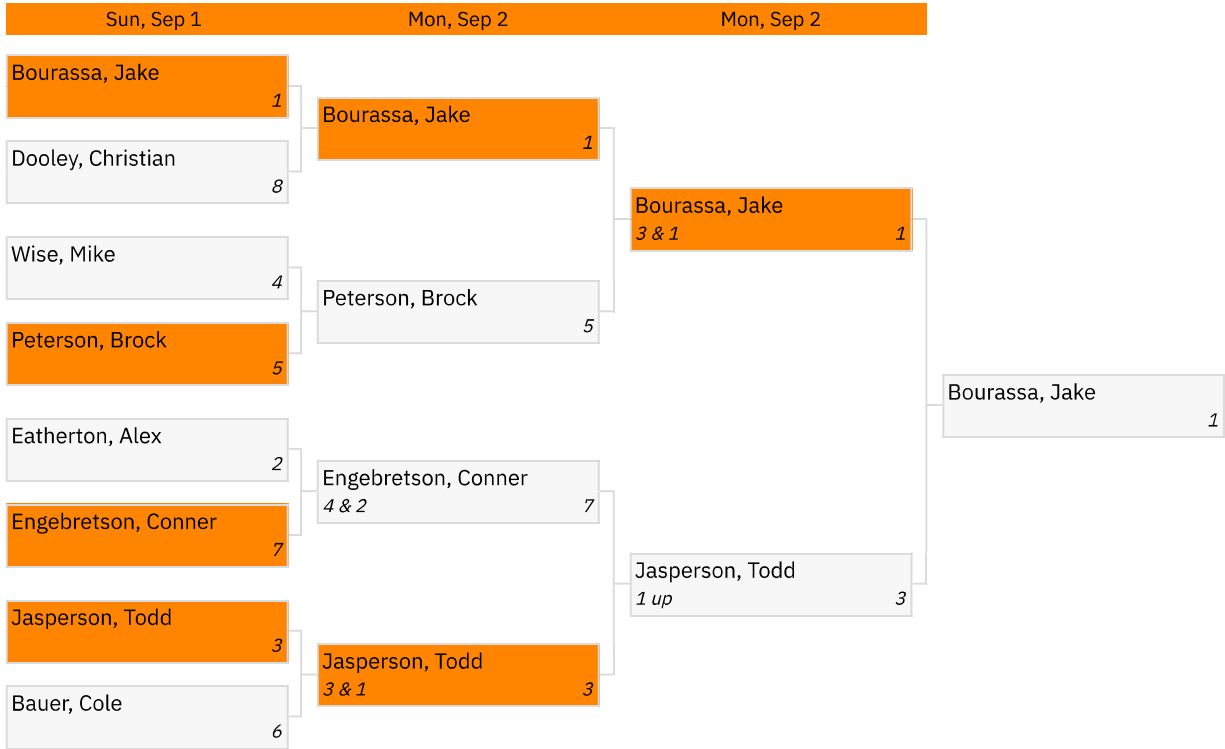 Sun, Sep 1
Mon, Sep 2
Mon, Sep 2
Bourassa, Jake
1
Dooley, Christian
8
Wise, Mike
4
Peterson, Brock
5
Eatherton, Alex
2
Engebretson, Conner
7
Jasperson, Todd
3
Bauer, Cole
6
Bourassa, Jake
1
Peterson, Brock
5
Engebretson, Conner
4 & 2 7
Jasperson, Todd
3 & 1 3
Bourassa, Jake
3 & 1 1
Jasperson, Todd
1 up 3
Bourassa, Jake
1